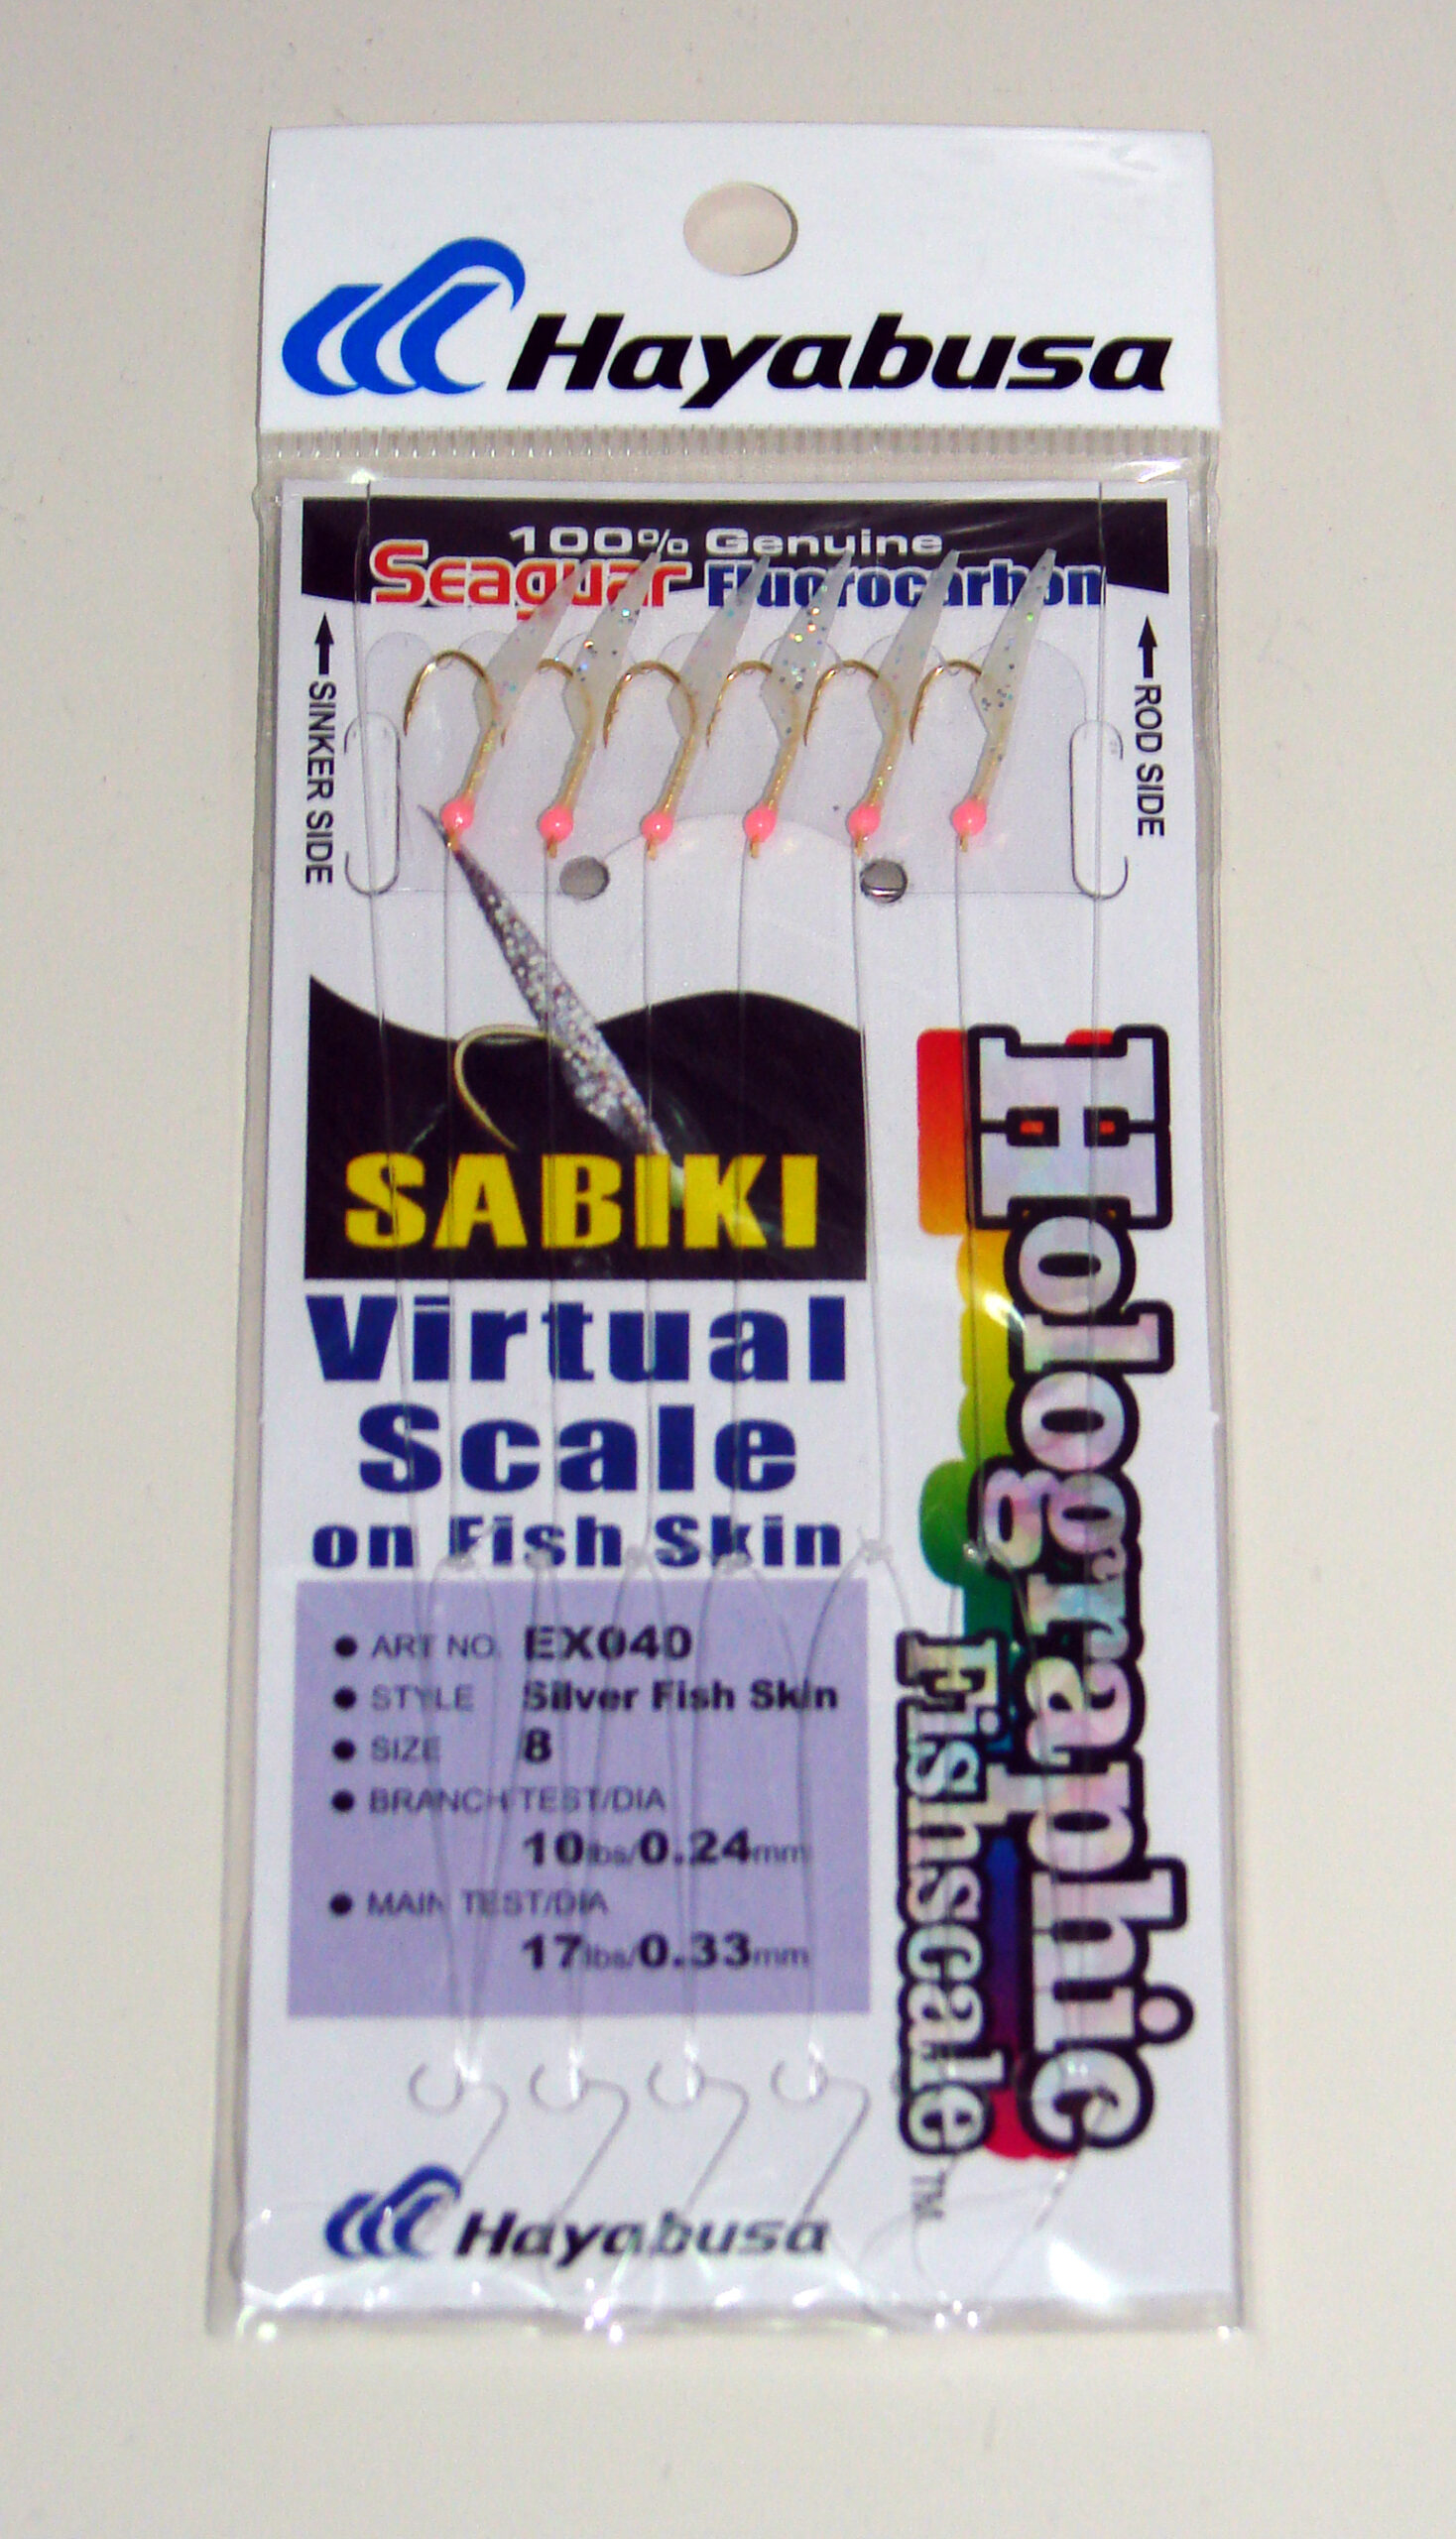 Hayabusa
100% Genuine
Seaguar Fluorocarbon
SINKER SIDE
ROD SIDE
SABIKI
Virtual
Scale
on Fish Skin
Holographic
Fishscale™
● ART NO. EX040
● STYLE Silver Fish Skin
● SIZE 8
● BRANCH TEST/DIA
10lbs/0.24mm
● MAIN TEST/DIA
17lbs/0.33mm
Hayabusa